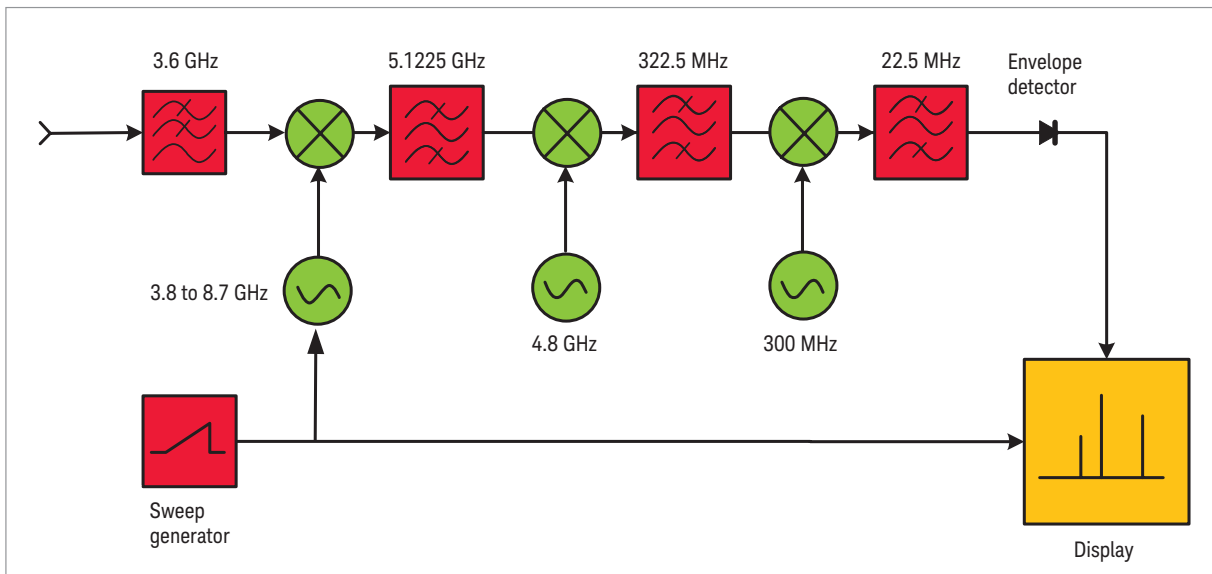 3.6 GHz
5.1225 GHz
322.5 MHz
22.5 MHz
Envelope
detector
3.8 to 8.7 GHz
4.8 GHz
300 MHz
Sweep
generator
Display